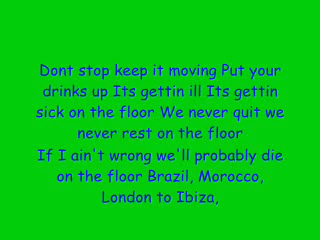 Dont stop keep it moving Put your
drinks up Its gettin ill Its gettin
sick on the floor We never quit we
never rest on the floor
If I ain't wrong we'll probably die
on the floor Brazil, Morocco,
London to Ibiza,